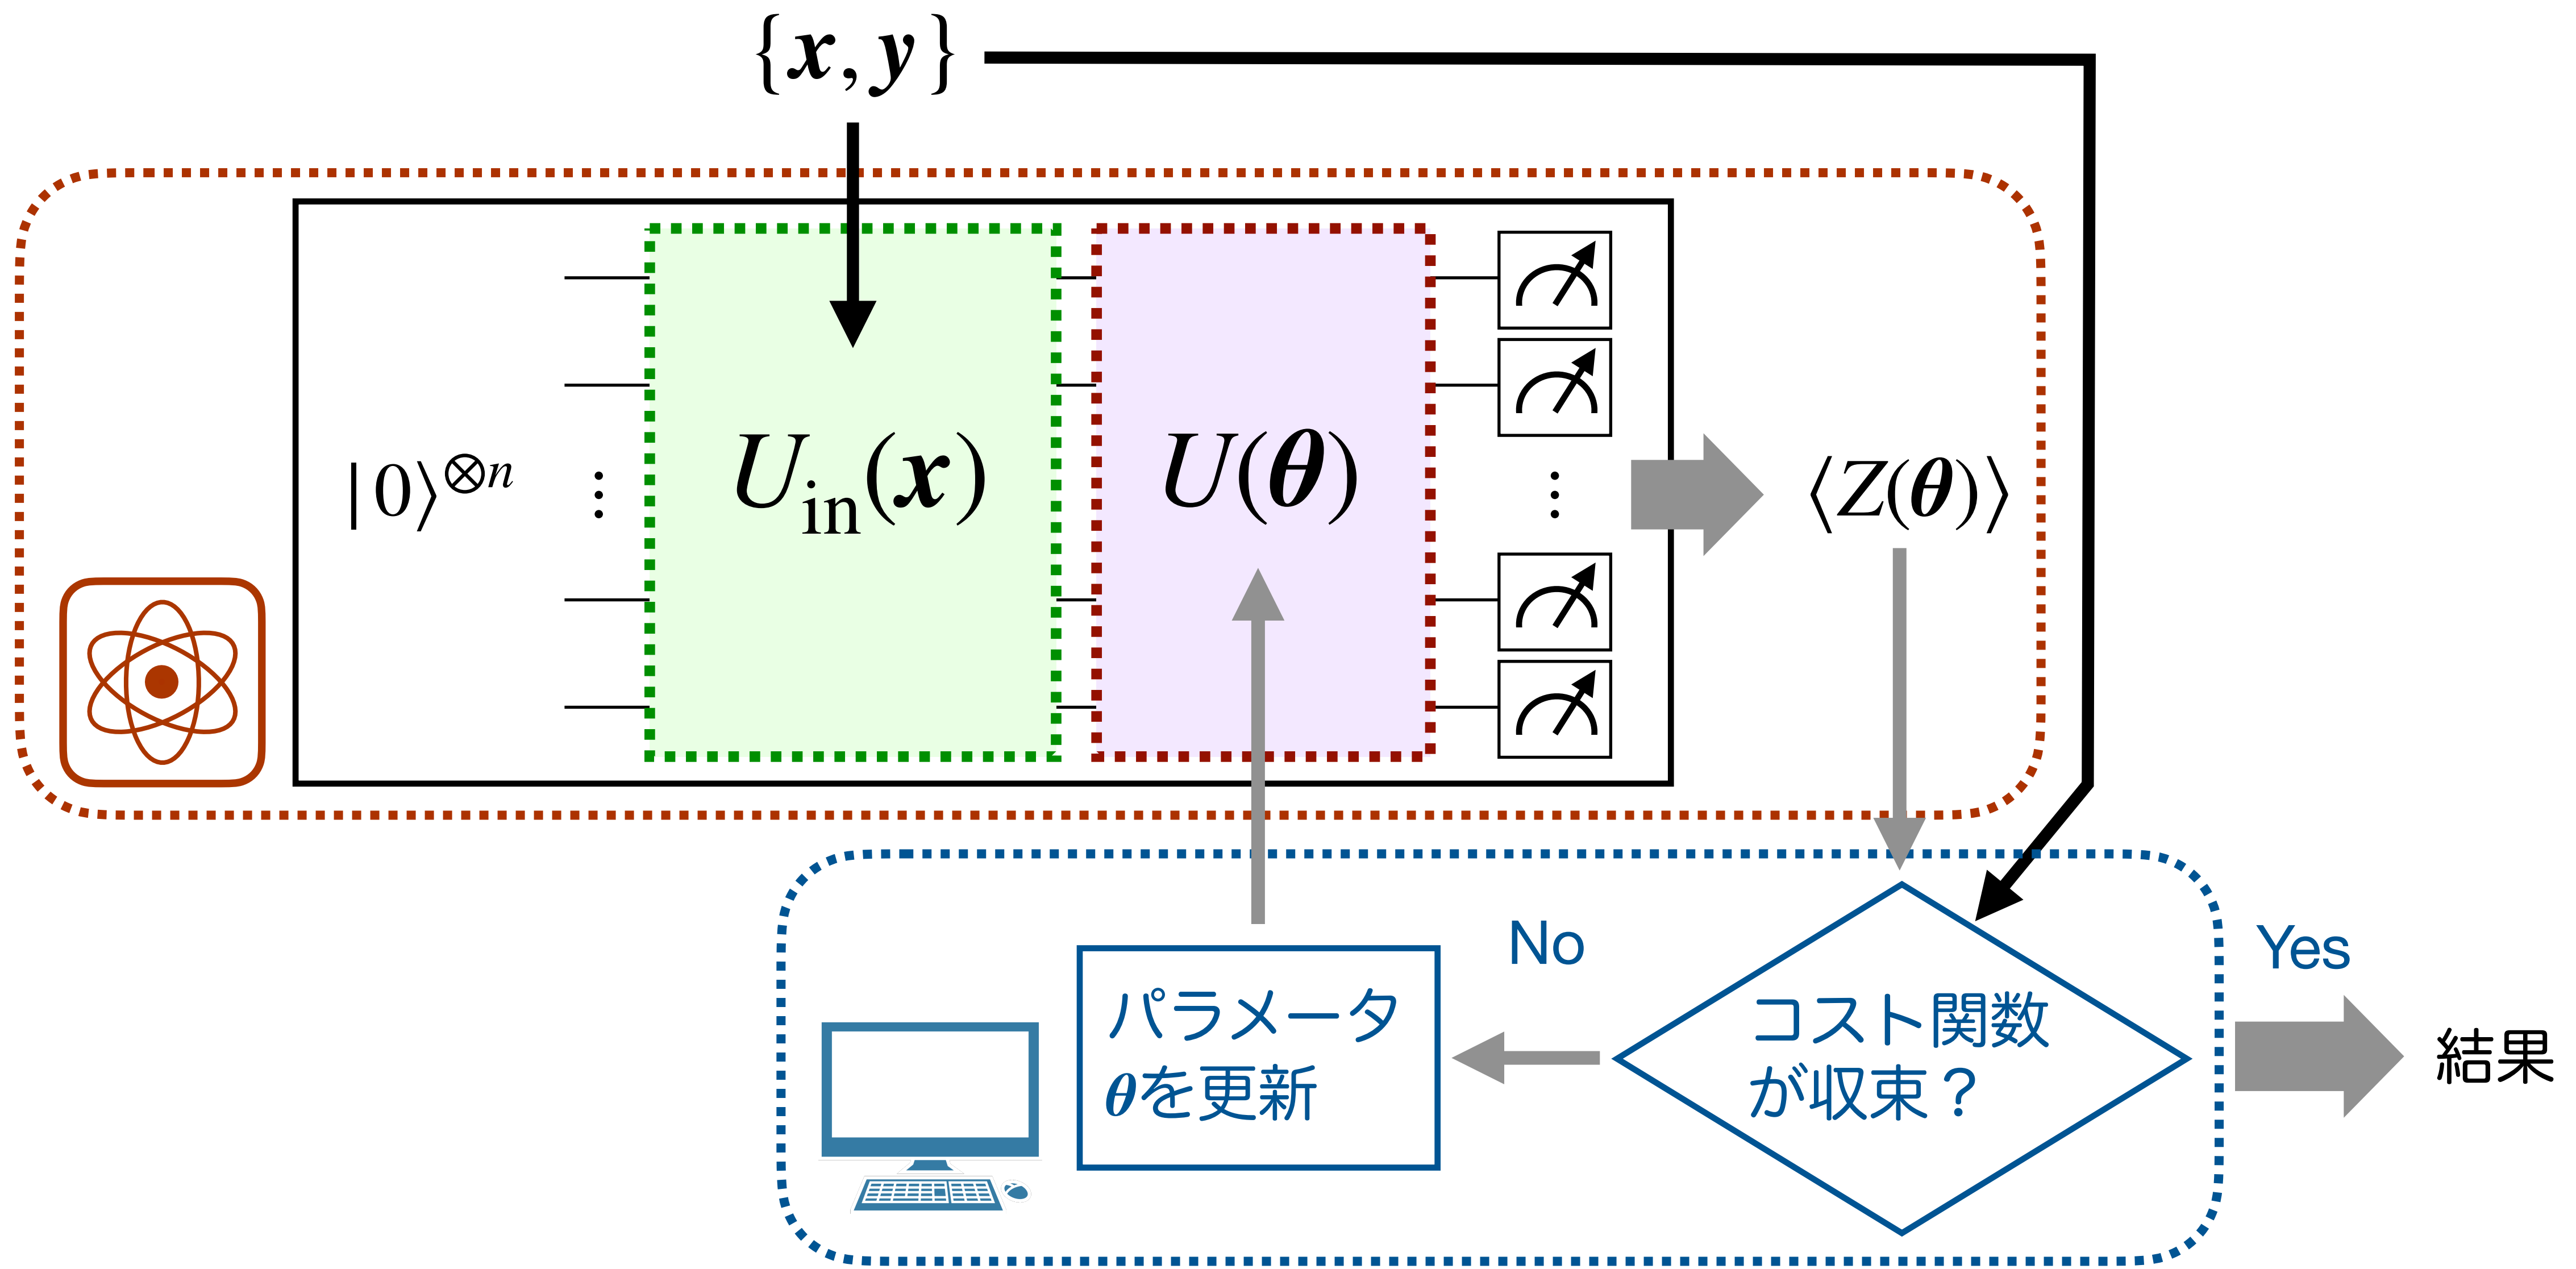 {x, y}
|0⟩⊗n
⋮
Uin(x)
U(θ)
⋮
⟨Z(θ)⟩
No
Yes
パラメータ
θを更新
コスト関数
が収束？
結果